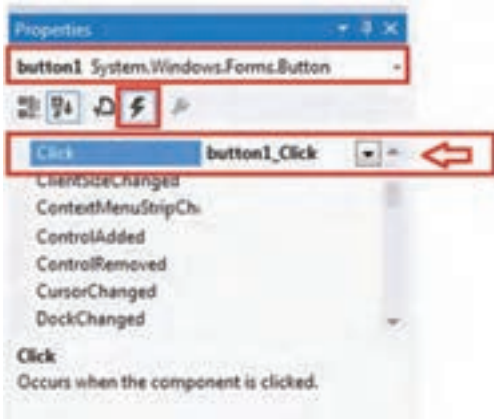 Properties
button1 System.Windows.Forms.Button
Click button1_Click
ClientSizeChanged
ContextMenuStripCh
ControlAdded
ControlRemoved
CursorChanged
DockChanged
Click
Occurs when the component is clicked.